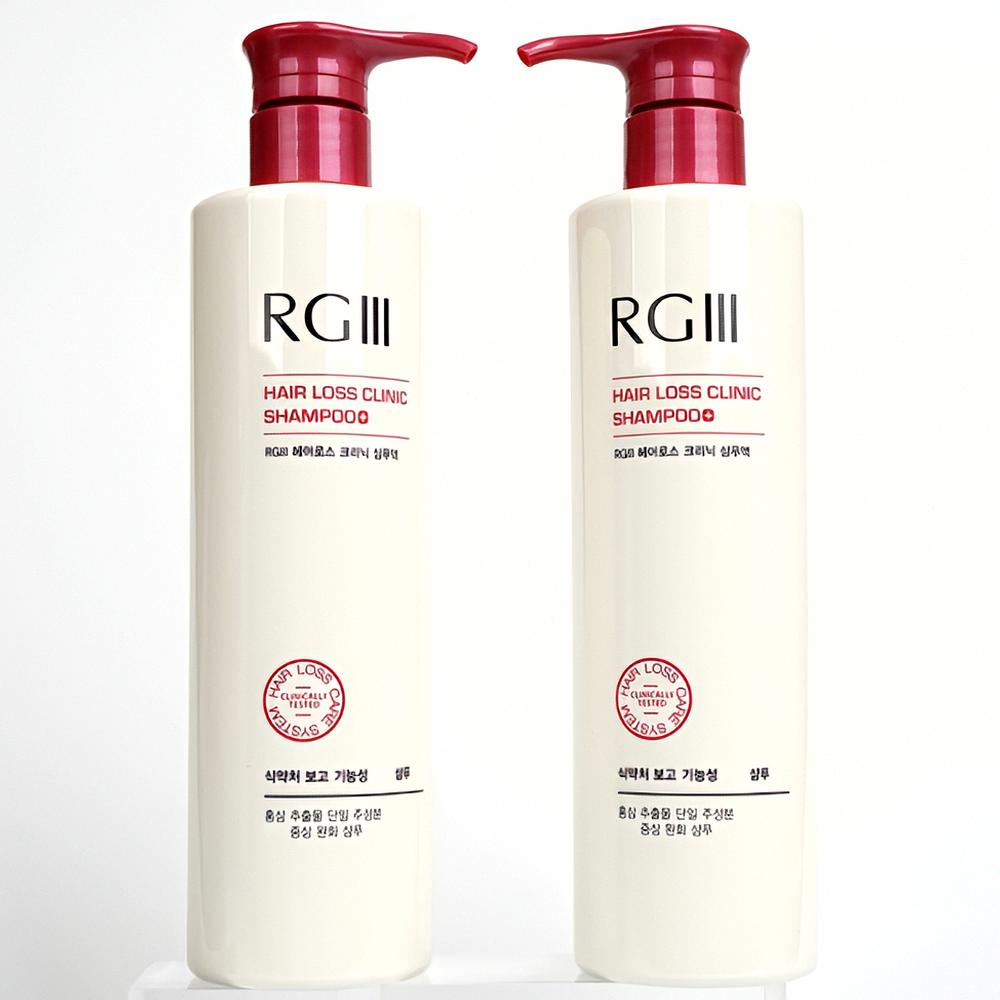 RGIII
HAIR LOSS CLINIC
SHAMPOO
RGIII 헤어로스 크리닉 샴푸액
HAIR LOSS CARE SYSTEM
CLINICALLY
TESTED
식약처 보고 기능성 샴푸
홍삼 추출물 단일 주성분
증상 완화 샴푸
RGIII
HAIR LOSS CLINIC
SHAMPOO
RGIII 헤어로스 크리닉 샴푸액
HAIR LOSS CARE SYSTEM
CLINICALLY
TESTED
식약처 보고 기능성 샴푸
홍삼 추출물 단일 주성분
증상 완화 샴푸